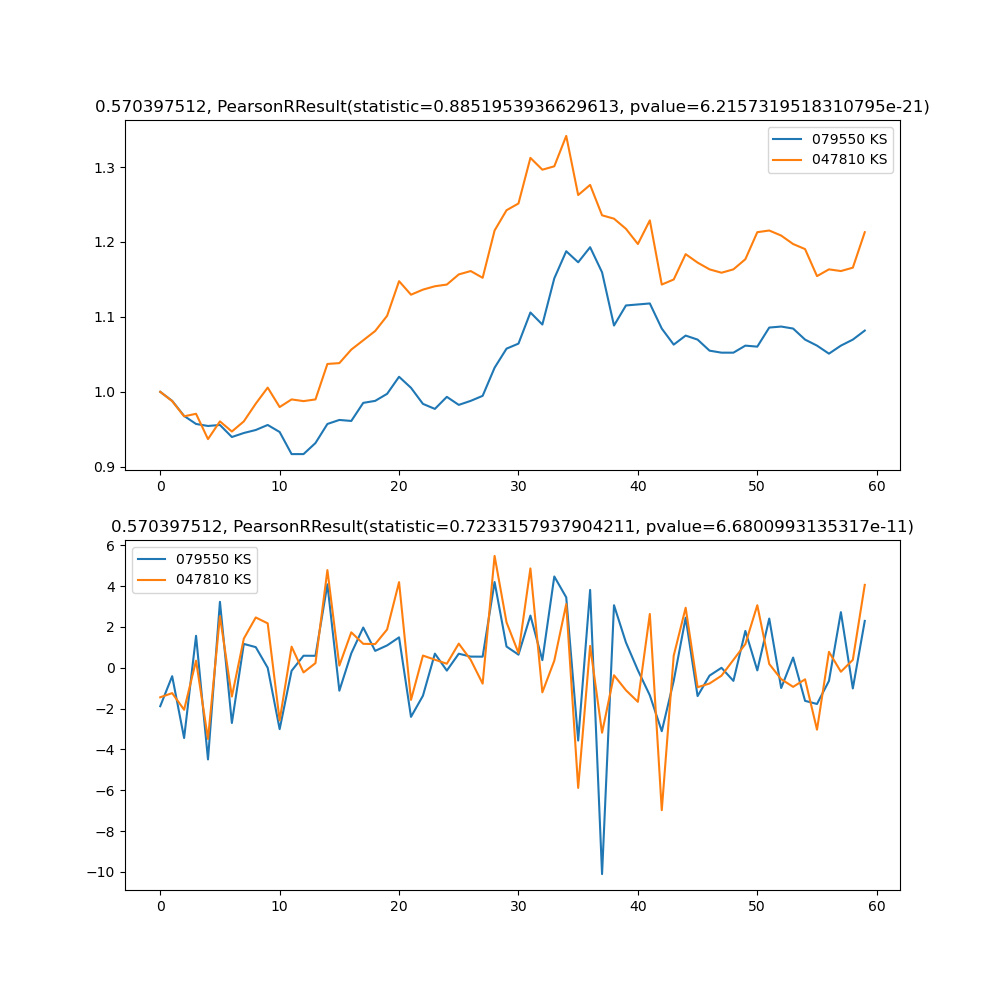 0.570397512, PearsonRResult(statistic=0.8851953936629613, pvalue=6.2157319518310795e-21)
079550 KS
047810 KS
1.3
1.2
1.1
1.0
0.9
0 10 20 30 40 50 60
0.570397512, PearsonRResult(statistic=0.7233157937904211, pvalue=6.6800993135317e-11)
079550 KS
047810 KS
6
4
2
0
−2
−4
−6
−8
−10
0 10 20 30 40 50 60